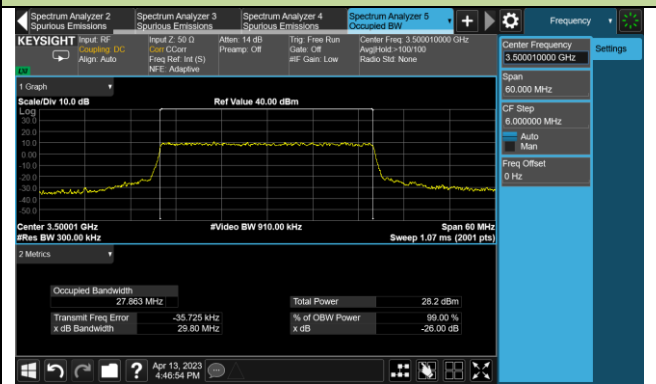 Spectrum Analyzer 2
Spurious Emissions
Spectrum Analyzer 3
Spurious Emissions
Spectrum Analyzer 4
Spurious Emissions
Spectrum Analyzer 5
Occupied BW
Frequency
KEYSIGHT
Input: RF
Coupling: DC
Align: Auto
Input Z: 50 Ω
Corr CCorr
Freq Ref: Int (S)
NFE: Adaptive
Atten: 14 dB
Preamp: Off
Trig: Free Run
Gate: Off
#IF Gain: Low
Center Freq: 3.500010000 GHz
Avg|Hold:>100/100
Radio Std: None
Center Frequency
3.500010000 GHz
Settings
Span
60.000 MHz
CF Step
6.000000 MHz
Auto
Man
Freq Offset
0 Hz
1 Graph
Scale/Div 10.0 dB
Ref Value 40.00 dBm
Log
30.0
20.0
10.0
0.00
-10.0
-20.0
-30.0
-40.0
-50.0
Center 3.50001 GHz
#Video BW 910.00 kHz
Span 60 MHz
#Res BW 300.00 kHz
Sweep 1.07 ms (2001 pts)
2 Metrics
Occupied Bandwidth
27.863 MHz
Total Power
28.2 dBm
Transmit Freq Error
-35.725 kHz
% of OBW Power
99.00 %
x dB Bandwidth
29.80 MHz
x dB
-26.00 dB
Apr 13, 2023
4:46:54 PM